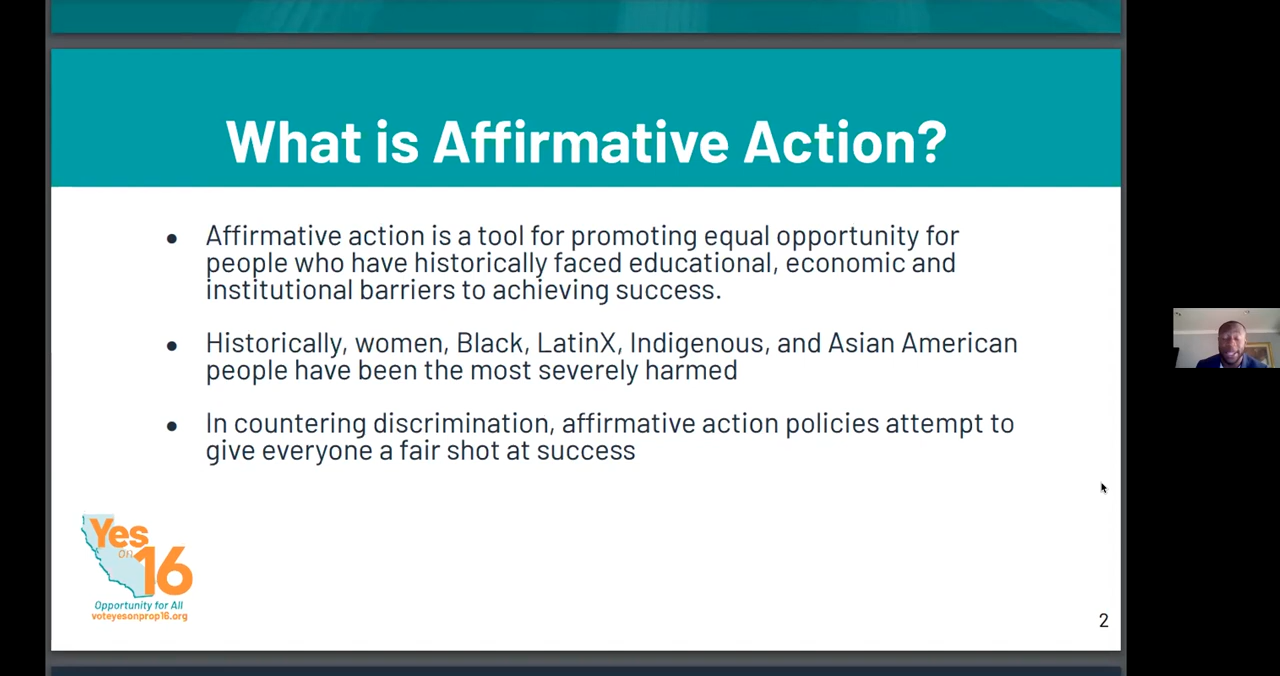 What is Affirmative Action?
● Affirmative action is a tool for promoting equal opportunity for
people who have historically faced educational, economic and
institutional barriers to achieving success.
● Historically, women, Black, LatinX, Indigenous, and Asian American
people have been the most severely harmed
● In countering discrimination, affirmative action policies attempt to
give everyone a fair shot at success
Yes
on
16
Opportunity for All
voteyesonprop16.org
2